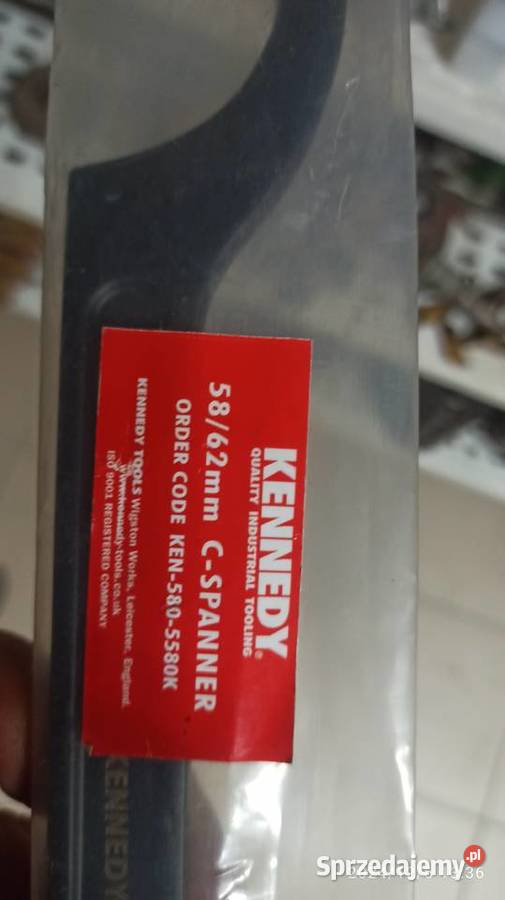 KENNEDY®
QUALITY INDUSTRIAL TOOLING
58/62mm C-SPANNER
ORDER CODE KEN-580-5580K
KENNEDY TOOLS Wigston Works, Leicester, England.
www.kennedy-tools.co.uk
ISO 9001 REGISTERED COMPANY
KENNEDY
Sprzedajemy.pl